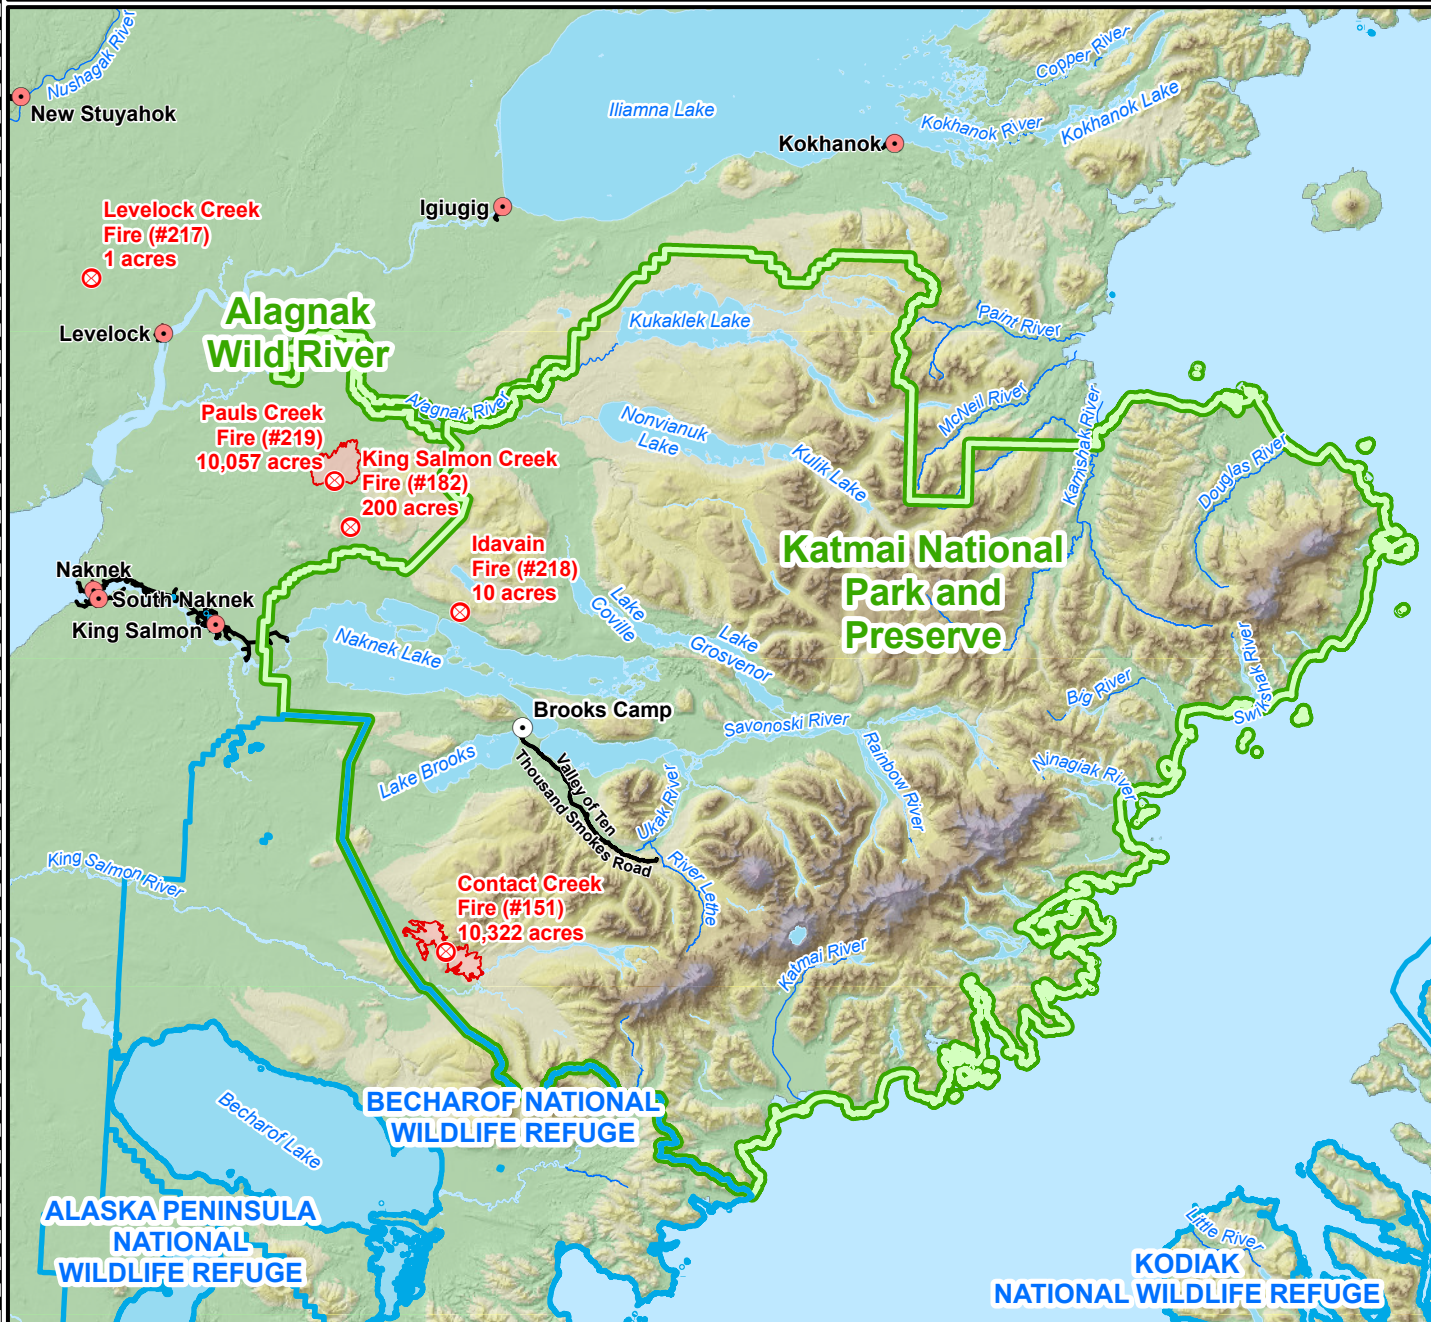 Nushagak River
New Stuyahok
Iliamna Lake
Copper River
Kokhanok River
Kokhanok Lake
Kokhanok
Igiugig
Levelock Creek
Fire (#217)
1 acres
Levelock
Alagnak
Wild River
Kukaklek Lake
Paint River
Alagnak River
Nonvianuk
Lake
McNeil River
Kamishak River
Pauls Creek
Fire (#219)
10,057 acres
King Salmon Creek
Fire (#182)
200 acres
Kulik Lake
Douglas River
Katmai National
Park and
Preserve
Idavain
Fire (#218)
10 acres
Naknek
South Naknek
King Salmon
Lake
Coville
Lake
Grosvenor
Naknek Lake
Swikshak River
Big River
Brooks Camp
Savonoski River
Lake Brooks
Valley of Ten
Thousand Smokes Road
Ukak River
Rainbow River
Ninagiak River
King Salmon River
River Lethe
Contact Creek
Fire (#151)
10,322 acres
Katmai River
Becharof Lake
BECHAROF NATIONAL
WILDLIFE REFUGE
ALASKA PENINSULA
NATIONAL
WILDLIFE REFUGE
Little River
KODIAK
NATIONAL WILDLIFE REFUGE